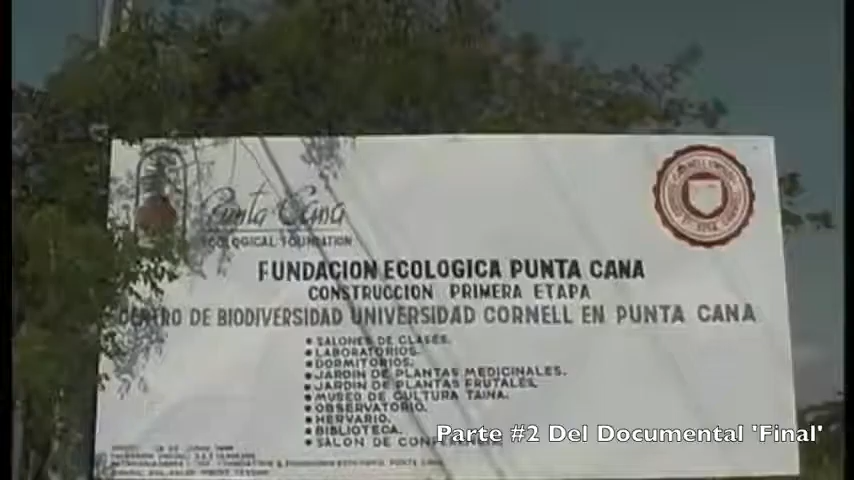 Punta Cana
ECOLOGICAL FOUNDATION
FUNDACION ECOLOGICA PUNTA CANA
CONSTRUCCION PRIMERA ETAPA
CENTRO DE BIODIVERSIDAD UNIVERSIDAD CORNELL EN PUNTA CANA
• SALONES DE CLASES.
• LABORATORIOS.
• DORMITORIOS.
• JARDIN DE PLANTAS MEDICINALES.
• JARDIN DE PLANTAS FRUTALES.
• MUSEO DE CULTURA TAINA.
• OBSERVATORIO.
• HERVARIO.
• BIBLIOTECA.
• SALON DE CONFERENCIA
Parte #2 Del Documental 'Final'